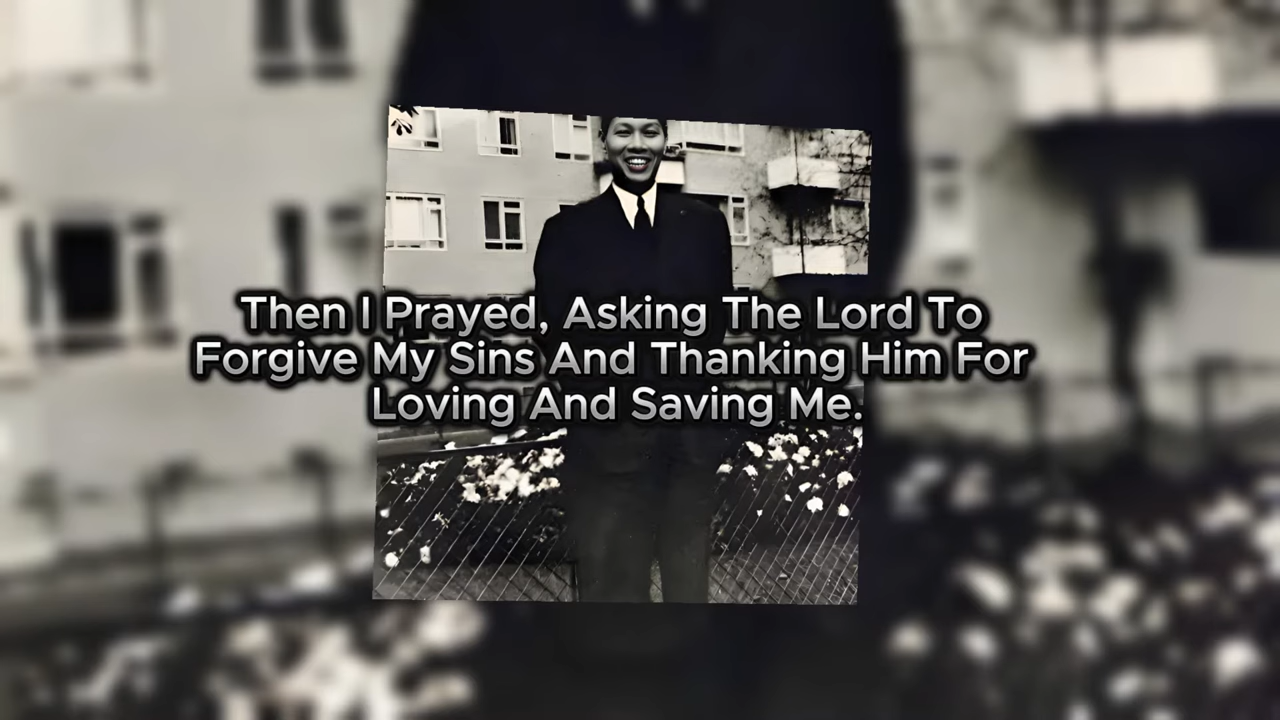 Then I Prayed, Asking The Lord To
Forgive My Sins And Thanking Him For
Loving And Saving Me.